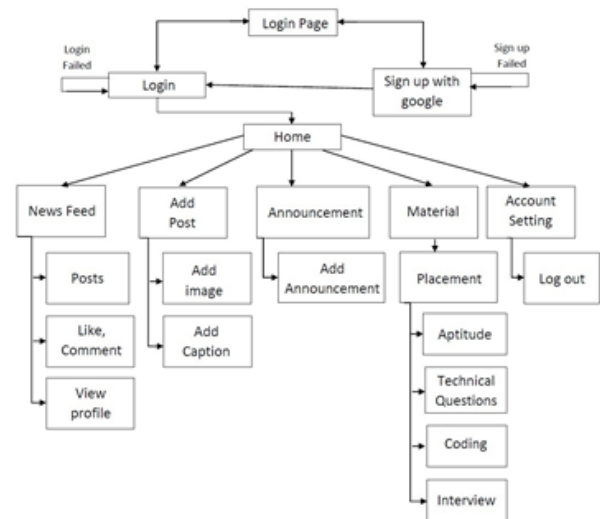 Login Page
Login
Failed
Sign up
Failed
Login
Sign up with
google
Home
News Feed
Add
Post
Announcement
Material
Account
Setting
Posts
Add
image
Add
Announcement
Placement
Log out
Like,
Comment
Add
Caption
Aptitude
View
profile
Technical
Questions
Coding
Interview